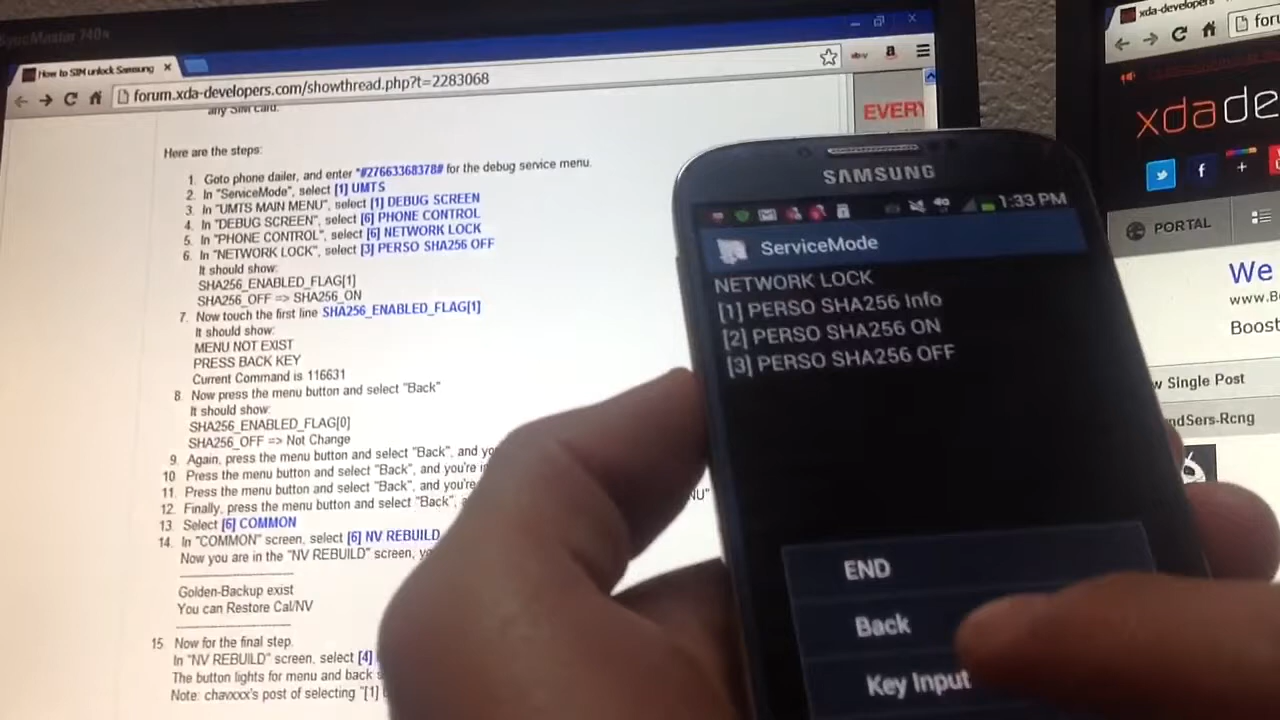 SyncMaster 740n
How to SIM unlock Samsung
forum.xda-developers.com/showthread.php?t=2283068
any SIM card.
EVERY
Here are the steps:
1. Goto phone dailer, and enter *#27663368378# for the debug service menu.
2. In "ServiceMode", select [1] UMTS
3. In "UMTS MAIN MENU", select [1] DEBUG SCREEN
4. In "DEBUG SCREEN", select [6] PHONE CONTROL
5. In "PHONE CONTROL", select [6] NETWORK LOCK
6. In "NETWORK LOCK", select [3] PERSO SHA256 OFF
It should show:
SHA256_ENABLED_FLAG[1]
SHA256_OFF => SHA256_ON
7. Now touch the first line SHA256_ENABLED_FLAG[1]
It should show:
MENU NOT EXIST
PRESS BACK KEY
Current Command is 116631
8. Now press the menu button and select "Back"
It should show:
SHA256_ENABLED_FLAG[0]
SHA256_OFF => Not Change
9. Again, press the menu button and select "Back", and yo
10 Press the menu button and select "Back", and you're i
11. Press the menu button and select "Back", and you're
12. Finally, press the menu button and select "Back",
NU"
13. Select [6] COMMON
14. In "COMMON" screen, select [6] NV REBUILD
Now you are in the "NV REBUILD" screen, y
Golden-Backup exist
You can Restore Cal/NV
15. Now for the final step.
In "NV REBUILD" screen, select [4]
The button lights for menu and back s
Note: chavxxx's post of selecting "[1]
SAMSUNG
4G
1:33 PM
ServiceMode
NETWORK LOCK
[1] PERSO SHA256 Info
[2] PERSO SHA256 ON
[3] PERSO SHA256 OFF
END
Back
Key Input
xda-developers
for
xdade
PORTAL
We
www.Bo
Boost
w Single Post
ndSers-Rcng